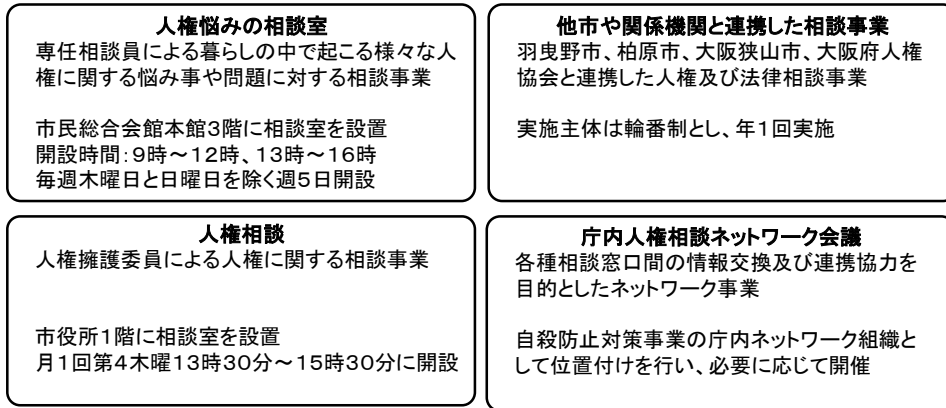 人権悩みの相談室
専任相談員による暮らしの中で起こる様々な人
権に関する悩み事や問題に対する相談事業
市民総合会館本館3階に相談室を設置
開設時間:9時~12時、13時~16時
毎週木曜日と日曜日を除く週5日開設
他市や関係機関と連携した相談事業
羽曳野市、柏原市、大阪狭山市、大阪府人権
協会と連携した人権及び法律相談事業
実施主体は輪番制とし、年1回実施
人権相談
人権擁護委員による人権に関する相談事業
市役所1階に相談室を設置
月1回第4木曜13時30分~15時30分に開設
庁内人権相談ネットワーク会議
各種相談窓口間の情報交換及び連携協力を
目的としたネットワーク事業
自殺防止対策事業の庁内ネットワーク組織と
して位置付けを行い、必要に応じて開催